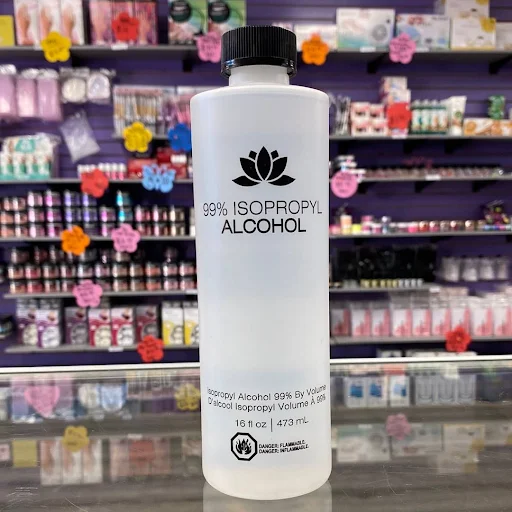 99% ISOPROPYL
ALCOHOL
Isopropyl Alcohol 99% By Volume
D'alcool Isopropyl Volume À 99%
16 fl oz | 473 mL
DANGER: FLAMMABLE.
DANGER: INFLAMMABLE.